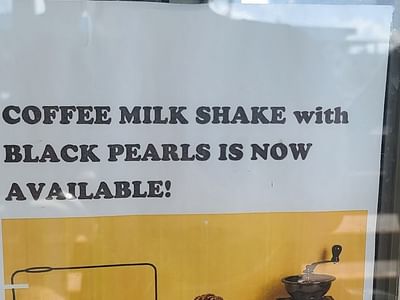 COFFEE MILK SHAKE with
BLACK PEARLS IS NOW
AVAILABLE!